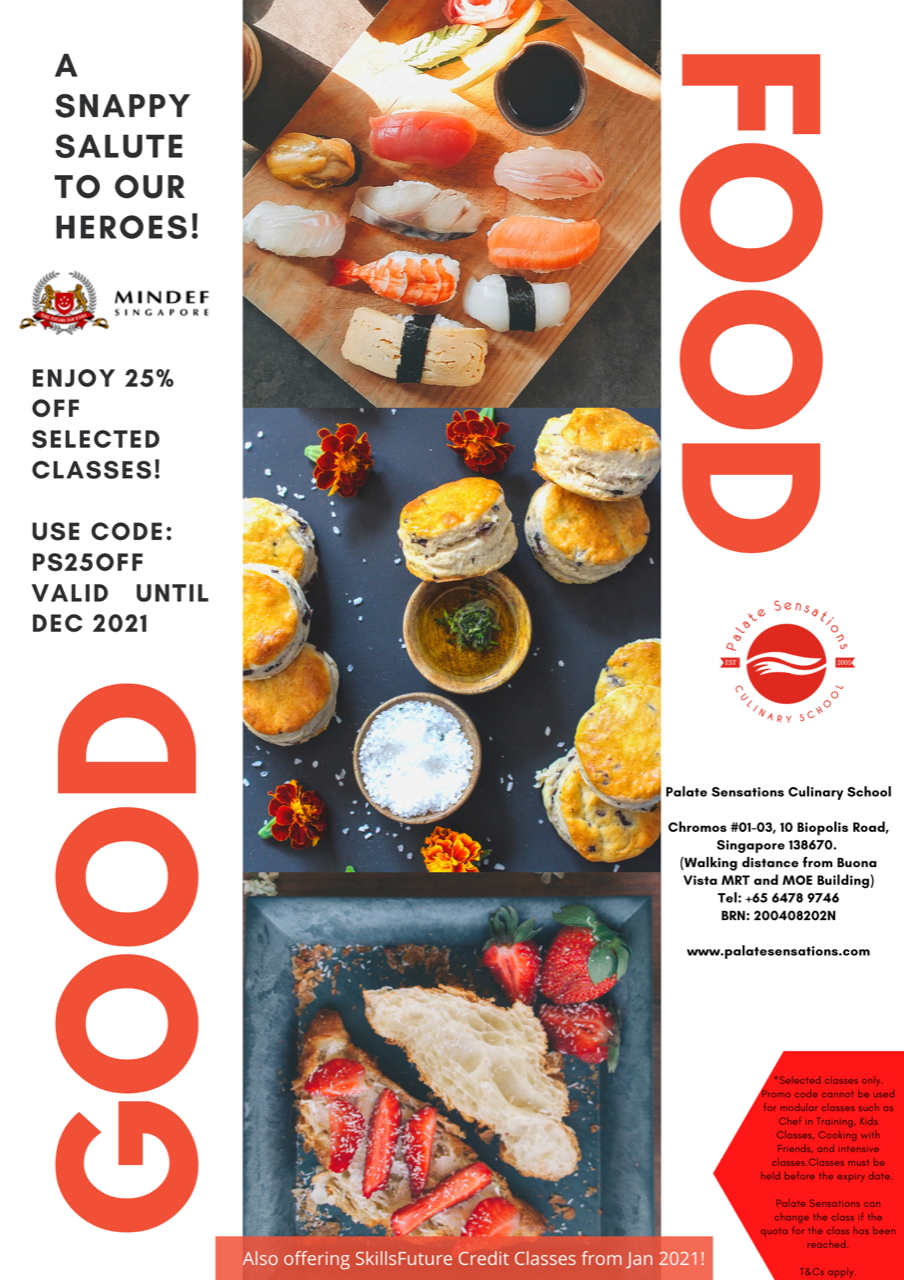 A
SNAPPY
SALUTE
TO OUR
HEROES!
MINDEF
SINGAPORE
ENJOY 25%
OFF
SELECTED
CLASSES!
USE CODE:
PS25OFF
VALID UNTIL
DEC 2021
GOOD
FOOD
Palate Sensations
EST 2005
CULINARY SCHOOL
Palate Sensations Culinary School
Chromos #01-03, 10 Biopolis Road,
Singapore 138670.
(Walking distance from Buona
Vista MRT and MOE Building)
Tel: +65 6478 9746
BRN: 200408202N
www.palatesensations.com
*Selected classes only.
Promo code cannot be used
for modular classes such as
Chef in Training, Kids
Classes, Cooking with
Friends, and intensive
classes.Classes must be
held before the expiry date.
Palate Sensations can
change the class if the
quota for the class has been
reached.
T&Cs apply.
Also offering SkillsFuture Credit Classes from Jan 2021!